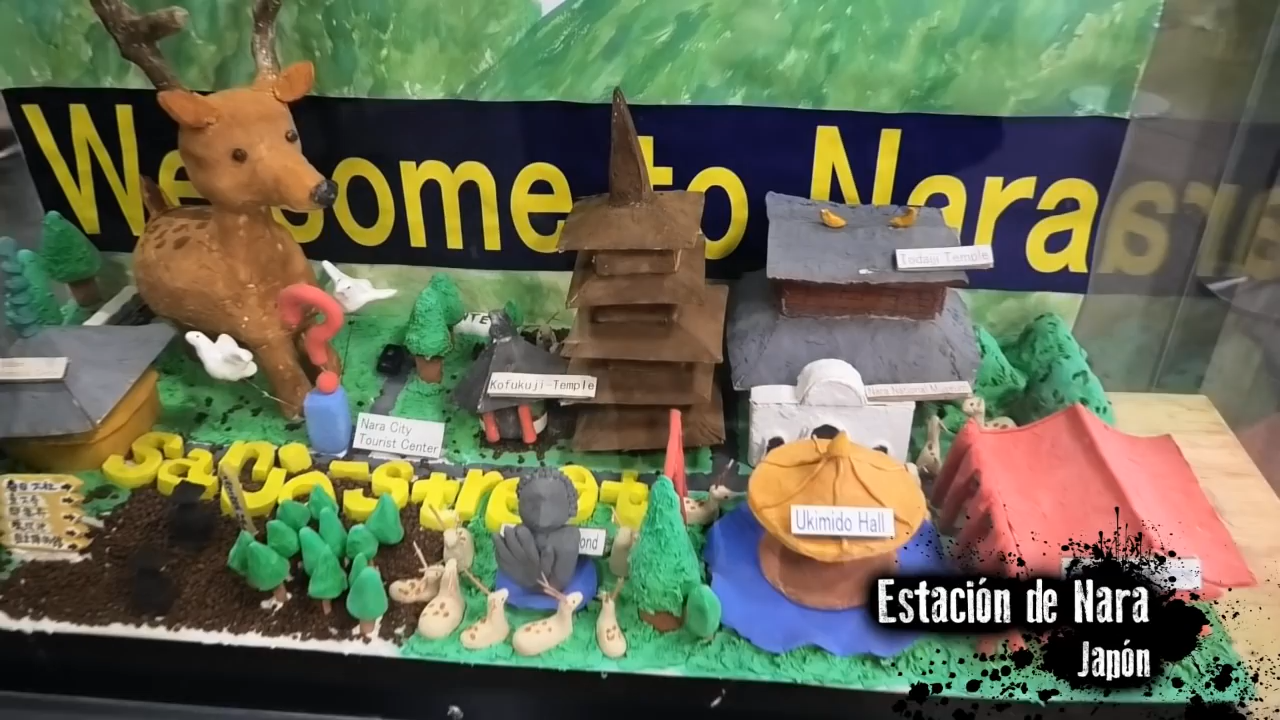 Welcome to Nara
Todaiji Temple
Kofukuji-Temple
Nara National Museum
Nara City
Tourist Center
Sanjo-street
Ukimido Hall
Estación de Nara
Japón